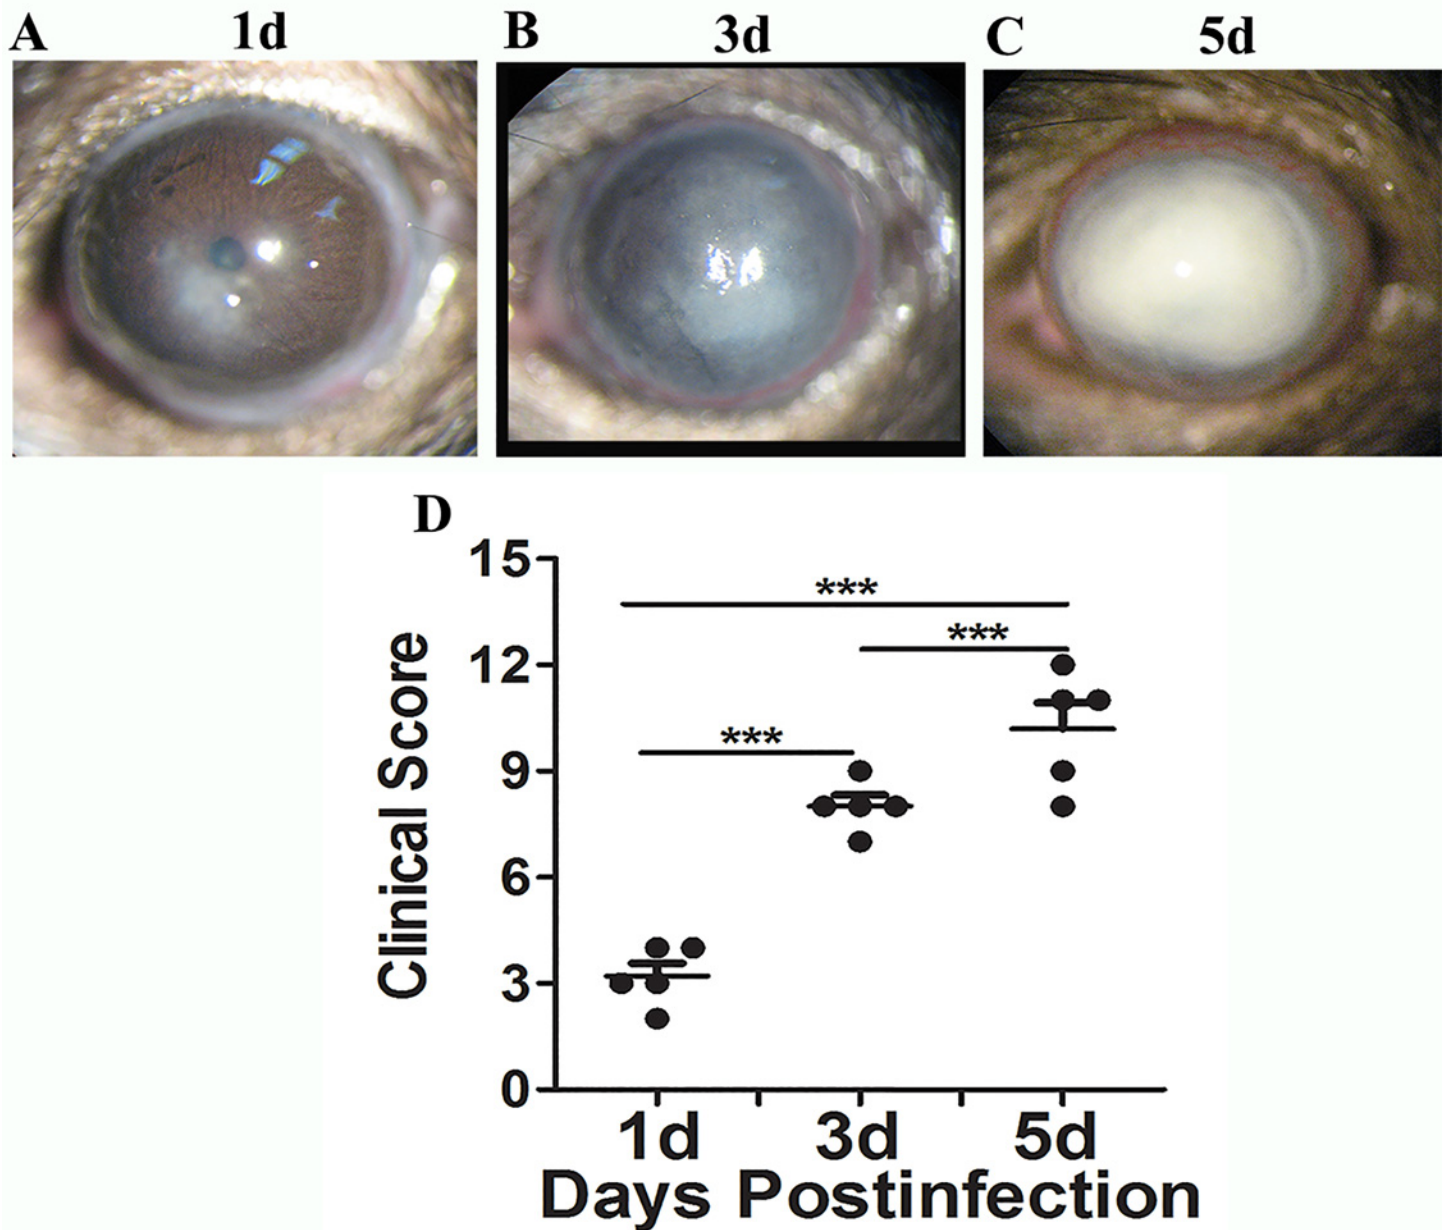 A 1d
B 3d
C 5d
D
15
12
9
6
3
0
Clinical Score
***
***
***
1d 3d 5d
Days Postinfection